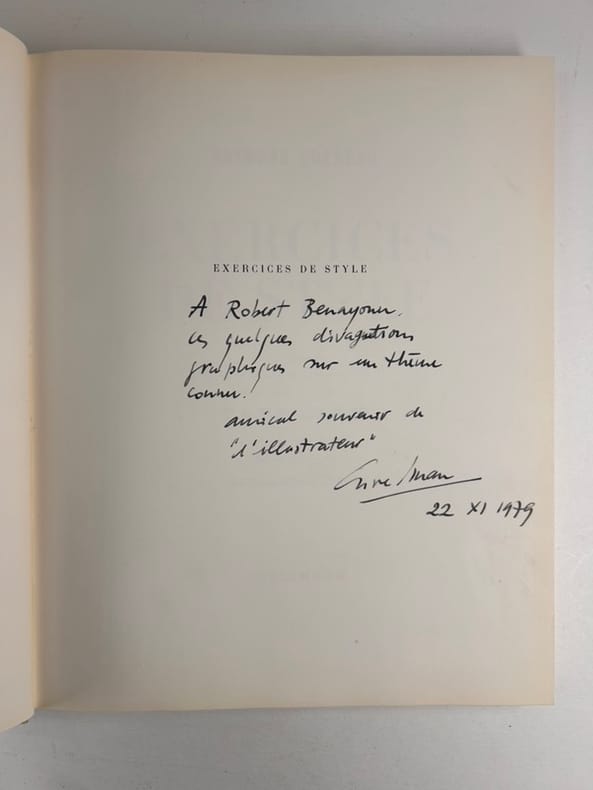 EXERCICES DE STYLE
A Robert Benayoun.
ces quelques divagations
graphiques sur un thème
connu.
amical souvenir de
"l'illustrateur"
22 XI 1979